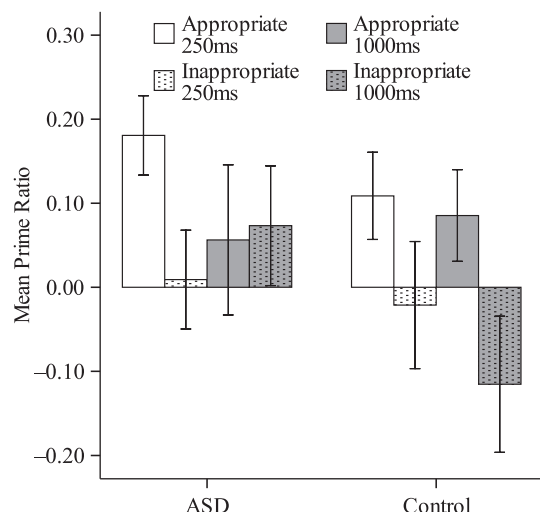 0.30
0.20
0.10
0.00
–0.10
–0.20
Mean Prime Ratio
Appropriate
250ms
Inappropriate
250ms
Appropriate
1000ms
Inappropriate
1000ms
ASD
Control